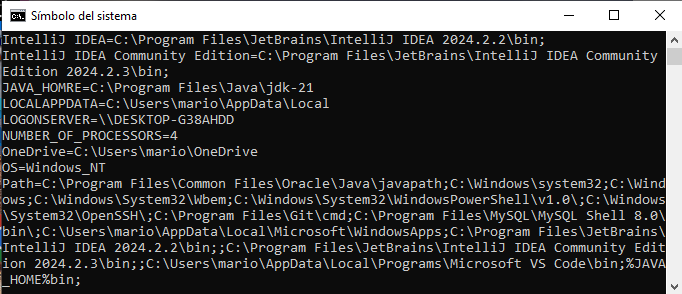 Símbolo del sistema
IntelliJ IDEA=C:\Program Files\JetBrains\IntelliJ IDEA 2024.2.2\bin;
IntelliJ IDEA Community Edition=C:\Program Files\JetBrains\IntelliJ IDEA Community
Edition 2024.2.3\bin;
JAVA_HOMRE=C:\Program Files\Java\jdk-21
LOCALAPPDATA=C:\Users\mario\AppData\Local
LOGONSERVER=\\DESKTOP-G38AHDD
NUMBER_OF_PROCESSORS=4
OneDrive=C:\Users\mario\OneDrive
OS=Windows_NT
Path=C:\Program Files\Common Files\Oracle\Java\javapath;C:\Windows\system32;C:\Wind
ows;C:\Windows\System32\Wbem;C:\Windows\System32\WindowsPowerShell\v1.0\;C:\Windows
\System32\OpenSSH\;C:\Program Files\Git\cmd;C:\Program Files\MySQL\MySQL Shell 8.0\
bin\;C:\Users\mario\AppData\Local\Microsoft\WindowsApps;C:\Program Files\JetBrains\
IntelliJ IDEA 2024.2.2\bin;;C:\Program Files\JetBrains\IntelliJ IDEA Community Edit
ion 2024.2.3\bin;;C:\Users\mario\AppData\Local\Programs\Microsoft VS Code\bin;%JAVA
_HOME%bin;